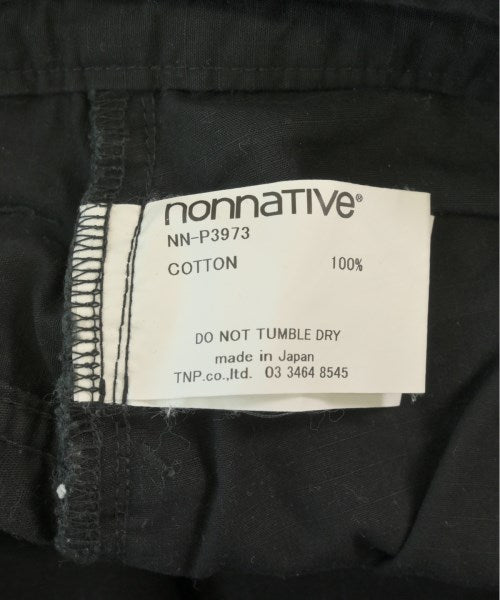 nonnaTIVe®
NN-P3973
COTTON 100%
DO NOT TUMBLE DRY
made in Japan
TNP.co.,ltd. 03 3464 8545